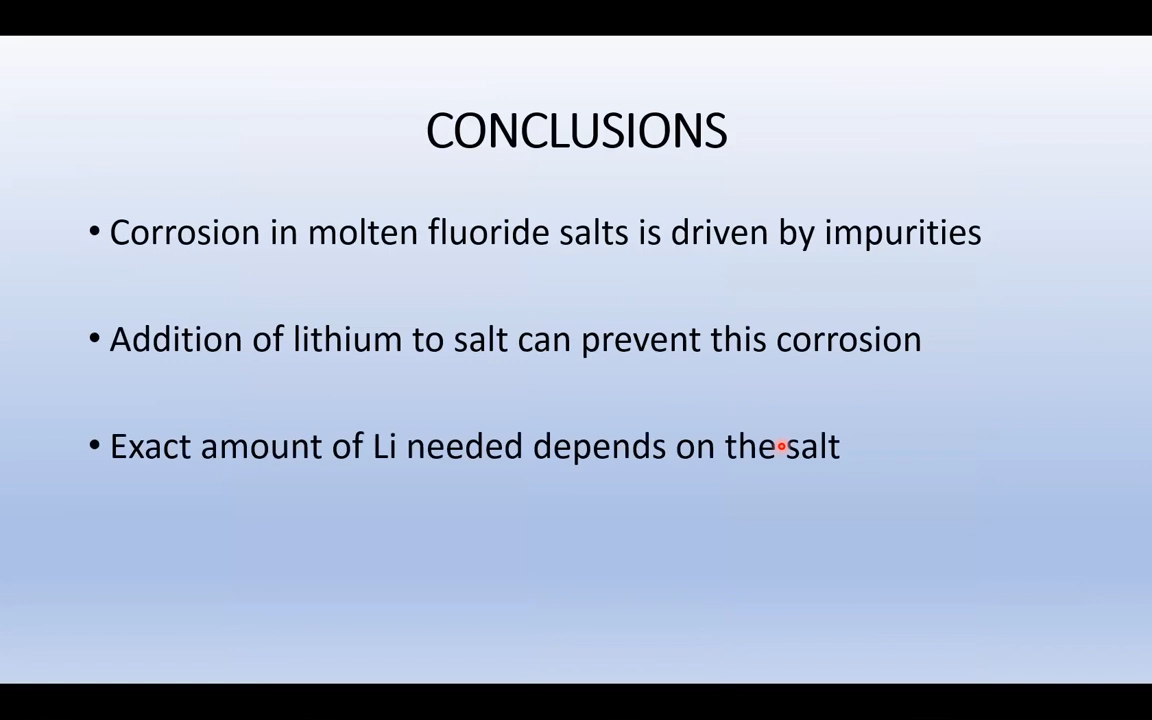 CONCLUSIONS
• Corrosion in molten fluoride salts is driven by impurities
• Addition of lithium to salt can prevent this corrosion
• Exact amount of Li needed depends on the salt